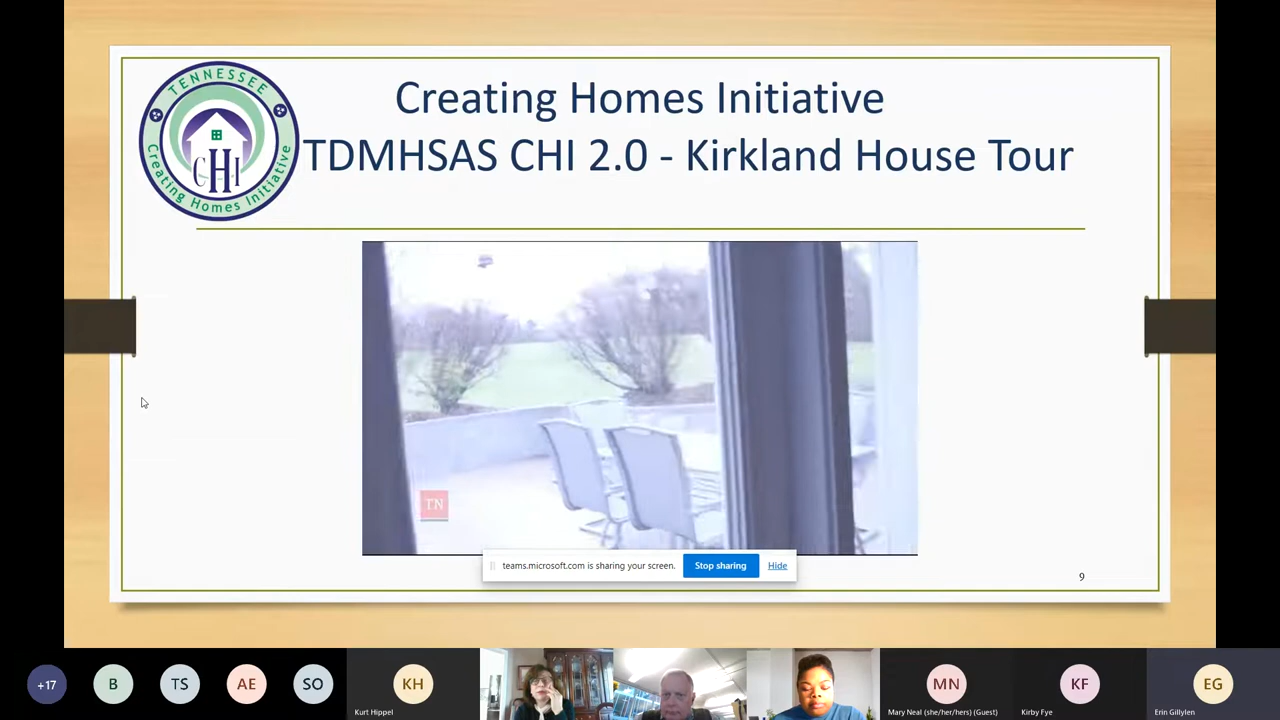 TENNESSEE
CHI
Creating Homes Initiative
Creating Homes Initiative
TDMHSAS CHI 2.0 - Kirkland House Tour
TN
teams.microsoft.com is sharing your screen.
Stop sharing
Hide
9
+17
B
TS
AE
SO
KH
Kurt Hippel
MN
Mary Neal (she/her/hers) (Guest)
KF
Kirby Fye
EG
Erin Gillylen